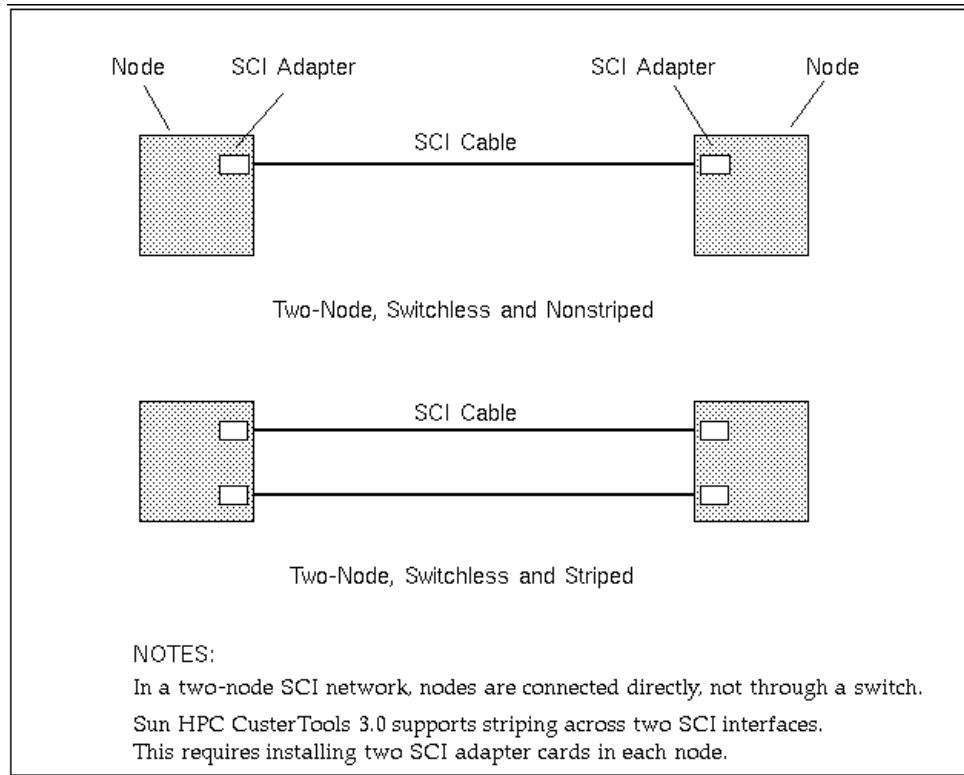 Node SCI Adapter SCI Adapter Node
SCI Cable
Two-Node, Switchless and Nonstriped
SCI Cable
Two-Node, Switchless and Striped
NOTES:
In a two-node SCI network, nodes are connected directly, not through a switch.
Sun HPC CusterTools 3.0 supports striping across two SCI interfaces.
This requires installing two SCI adapter cards in each node.